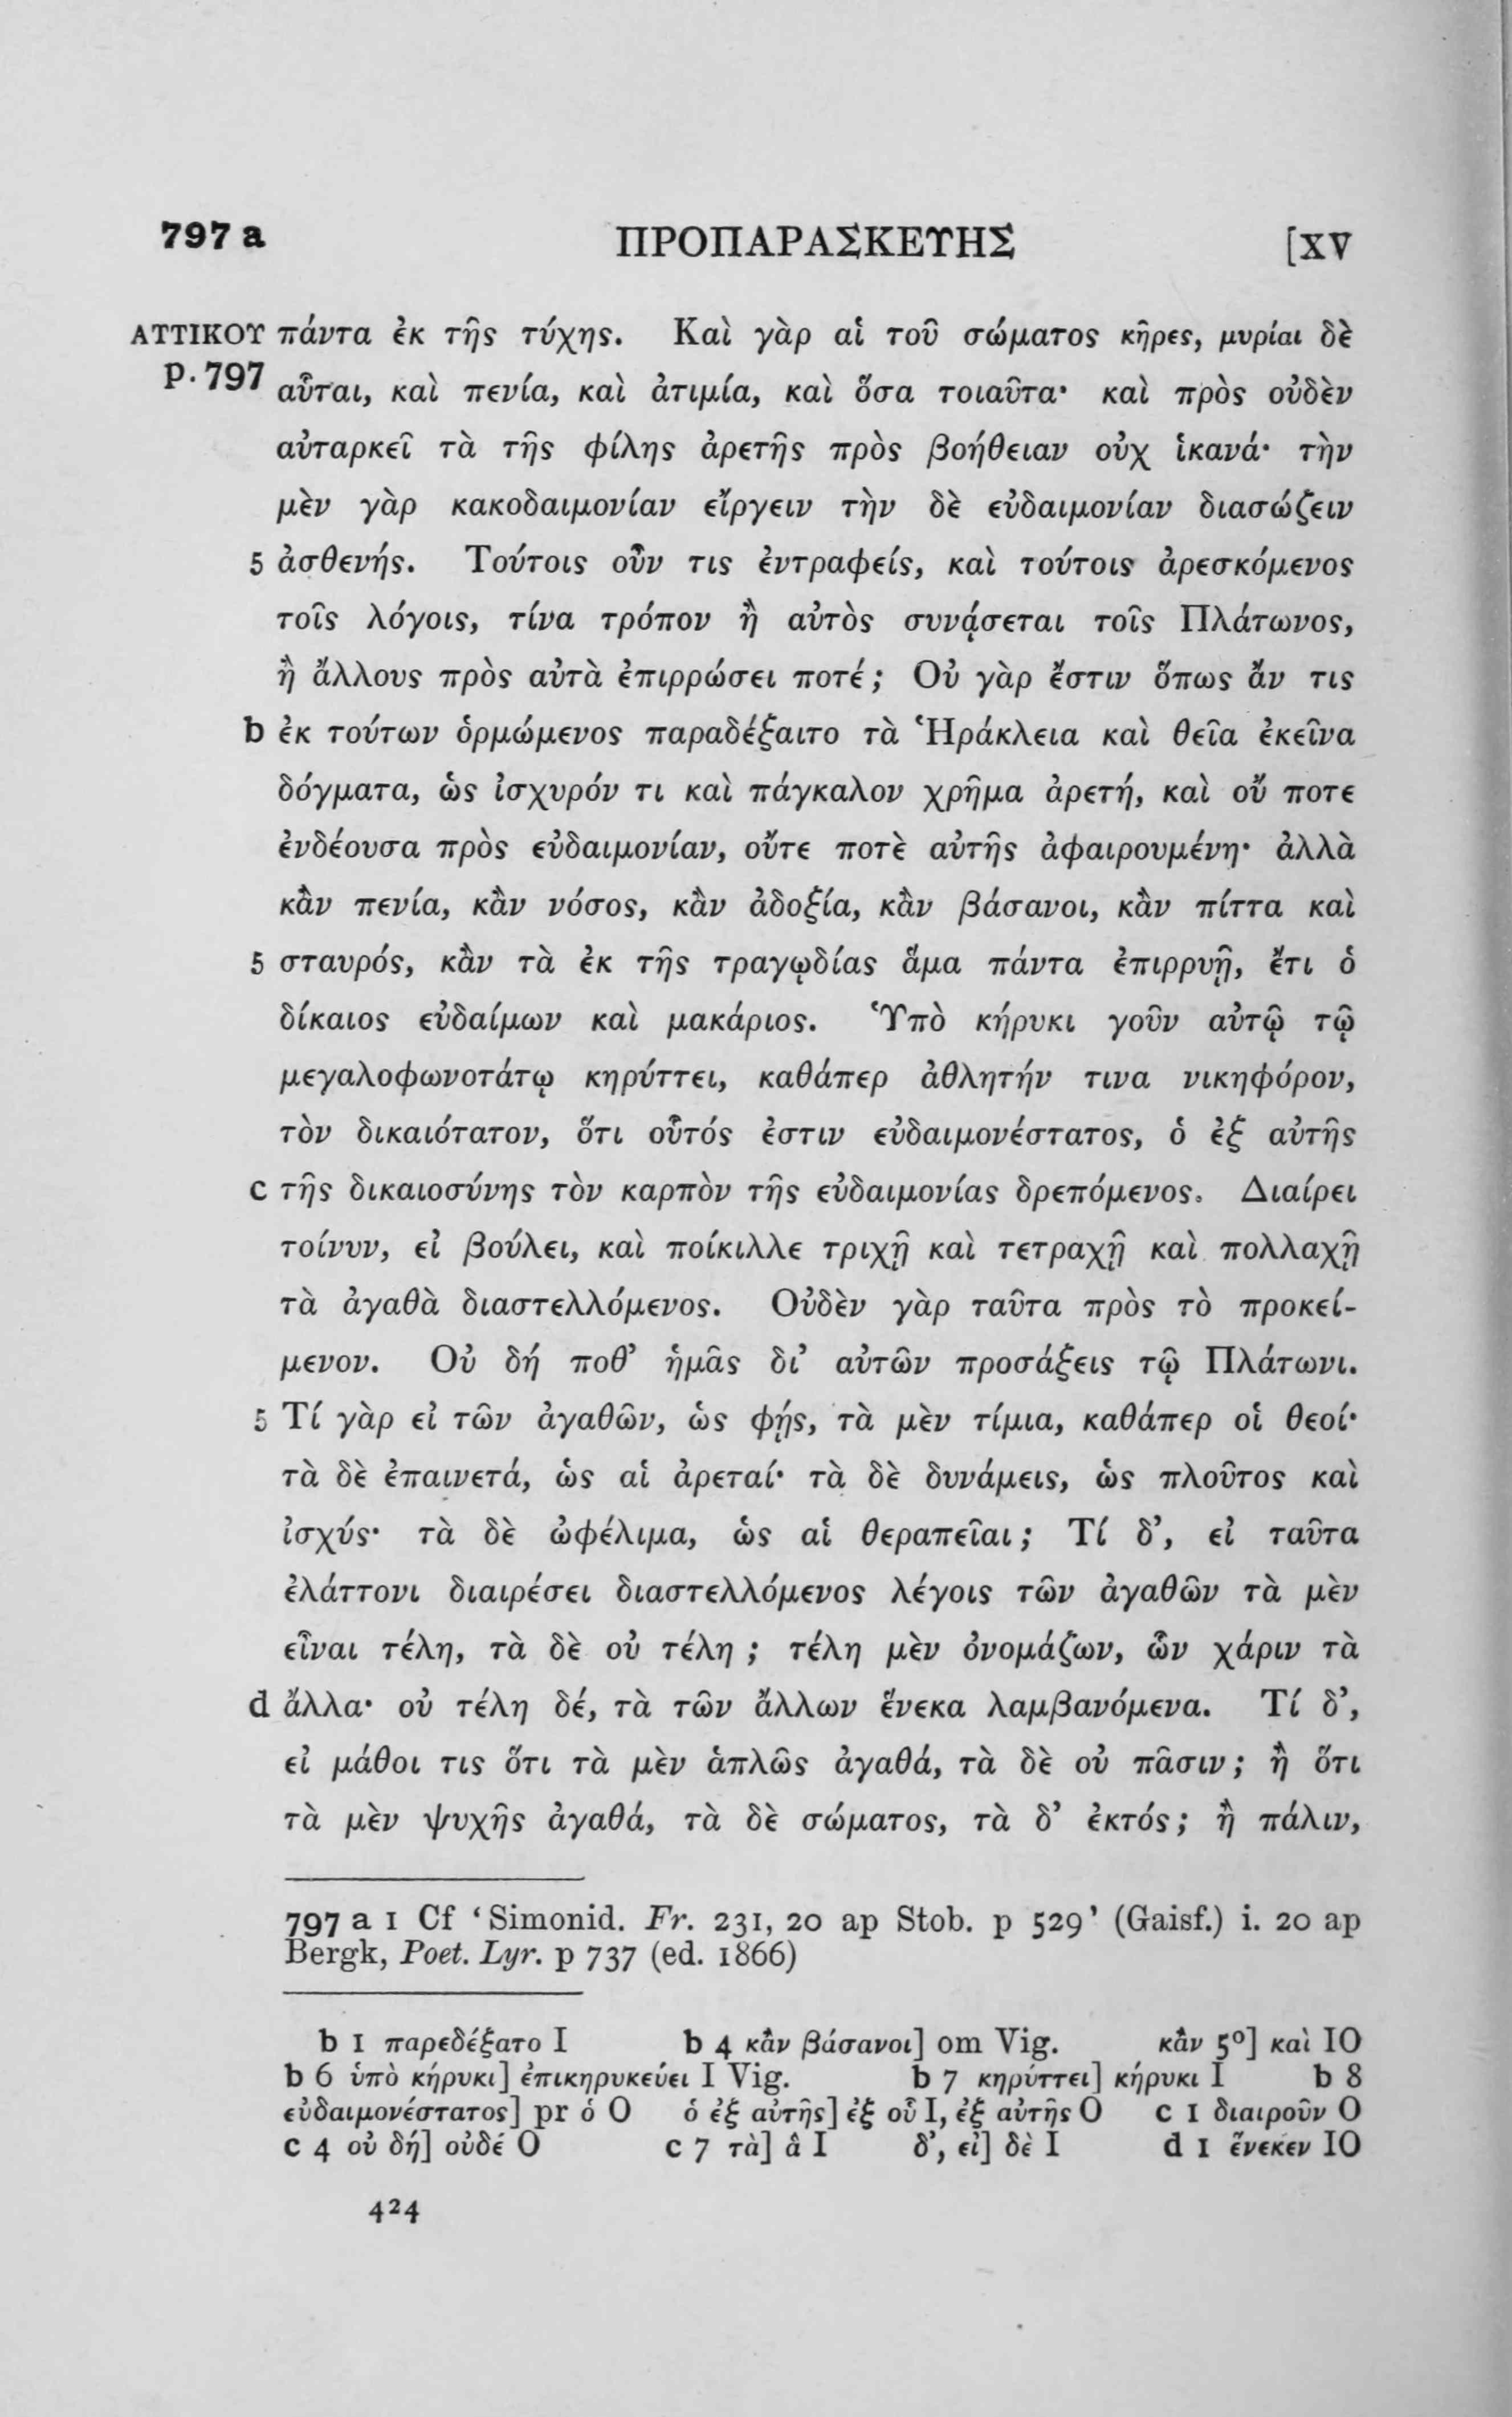 797 a ΠΡΟΠΑΡΑΣΚΕΥΗΣ [XV
ΑΤΤΙΚΟΥ πάντα ἐκ τῆς τύχης. Καὶ γὰρ αἱ τοῦ σώματος κῆρες, μυρίαι δὲ
p. 797 αὗται, καὶ πενία, καὶ ἀτιμία, καὶ ὅσα τοιαῦτα· καὶ πρὸς οὐδὲν
αὐταρκεῖ τὰ τῆς φίλης ἀρετῆς πρὸς βοήθειαν οὐχ ἱκανά· τὴν
μὲν γὰρ κακοδαιμονίαν εἴργειν τὴν δὲ εὐδαιμονίαν διασώζειν
5 ἀσθενής. Τούτοις οὖν τις ἐντραφείς, καὶ τούτοις ἀρεσκόμενος
τοῖς λόγοις, τίνα τρόπον ἢ αὐτὸς συνᾴσεται τοῖς Πλάτωνος,
ἢ ἄλλους πρὸς αὐτὰ ἐπιρρώσει ποτέ; Οὐ γὰρ ἔστιν ὅπως ἄν τις
b ἐκ τούτων ὁρμώμενος παραδέξαιτο τὰ Ἡράκλεια καὶ θεῖα ἐκεῖνα
δόγματα, ὡς ἰσχυρόν τι καὶ πάγκαλον χρῆμα ἀρετή, καὶ οὔ ποτε
ἐνδέουσα πρὸς εὐδαιμονίαν, οὔτε ποτὲ αὐτῆς ἀφαιρουμένη· ἀλλὰ
κἂν πενία, κἂν νόσος, κἂν ἀδοξία, κἂν βάσανοι, κἂν πίττα καὶ
5 σταυρός, κἂν τὰ ἐκ τῆς τραγῳδίας ἅμα πάντα ἐπιρρυῇ, ἔτι ὁ
δίκαιος εὐδαίμων καὶ μακάριος. Ὑπὸ κήρυκι γοῦν αὐτῷ τῷ
μεγαλοφωνοτάτῳ κηρύττει, καθάπερ ἀθλητήν τινα νικηφόρον,
τὸν δικαιότατον, ὅτι οὗτός ἐστιν εὐδαιμονέστατος, ὁ ἐξ αὐτῆς
c τῆς δικαιοσύνης τὸν καρπὸν τῆς εὐδαιμονίας δρεπόμενος. Διαίρει
τοίνυν, εἰ βούλει, καὶ ποίκιλλε τριχῇ καὶ τετραχῇ καὶ πολλαχῇ
τὰ ἀγαθὰ διαστελλόμενος. Οὐδὲν γὰρ ταῦτα πρὸς τὸ προκεί-
μενον. Οὐ δή ποθ’ ἡμᾶς δι’ αὐτῶν προσάξεις τῷ Πλάτωνι.
5 Τί γὰρ εἰ τῶν ἀγαθῶν, ὡς φῄς, τὰ μὲν τίμια, καθάπερ οἱ θεοί·
τὰ δὲ ἐπαινετά, ὡς αἱ ἀρεταί· τὰ δὲ δυνάμεις, ὡς πλοῦτος καὶ
ἰσχύς· τὰ δὲ ὠφέλιμα, ὡς αἱ θεραπεῖαι; Τί δ’, εἰ ταῦτα
ἐλάττονι διαιρέσει διαστελλόμενος λέγοις τῶν ἀγαθῶν τὰ μὲν
εἶναι τέλη, τὰ δὲ οὐ τέλη; τέλη μὲν ὀνομάζων, ὧν χάριν τὰ
d ἄλλα· οὐ τέλη δέ, τὰ τῶν ἄλλων ἕνεκα λαμβανόμενα. Τί δ’,
εἰ μάθοι τις ὅτι τὰ μὲν ἁπλῶς ἀγαθά, τὰ δὲ οὐ πᾶσιν; ἢ ὅτι
τὰ μὲν ψυχῆς ἀγαθά, τὰ δὲ σώματος, τὰ δ’ ἐκτός; ἢ πάλιν,
797 a 1 Cf ‘Simonid. Fr. 231, 20 ap Stob. p 529’ (Gaisf.) i. 20 ap
Bergk, Poet. Lyr. p 737 (ed. 1866)
b 1 παρεδέξατο I b 4 κἂν βάσανοι] om Vig. κἂν 5º] καὶ IO
b 6 ὑπὸ κήρυκι] ἐπικηρυκεύει I Vig. b 7 κηρύττει] κήρυκι I b 8
εὐδαιμονέστατος] pr ὁ O ὁ ἐξ αὐτῆς] ἐξ οὗ I, ἐξ αὐτῆς O c 1 διαιροῦν O
c 4 οὐ δή] οὐδέ O c 7 τὰ] ἃ I δ’, εἰ] δὲ I d 1 ἕνεκεν IO
424